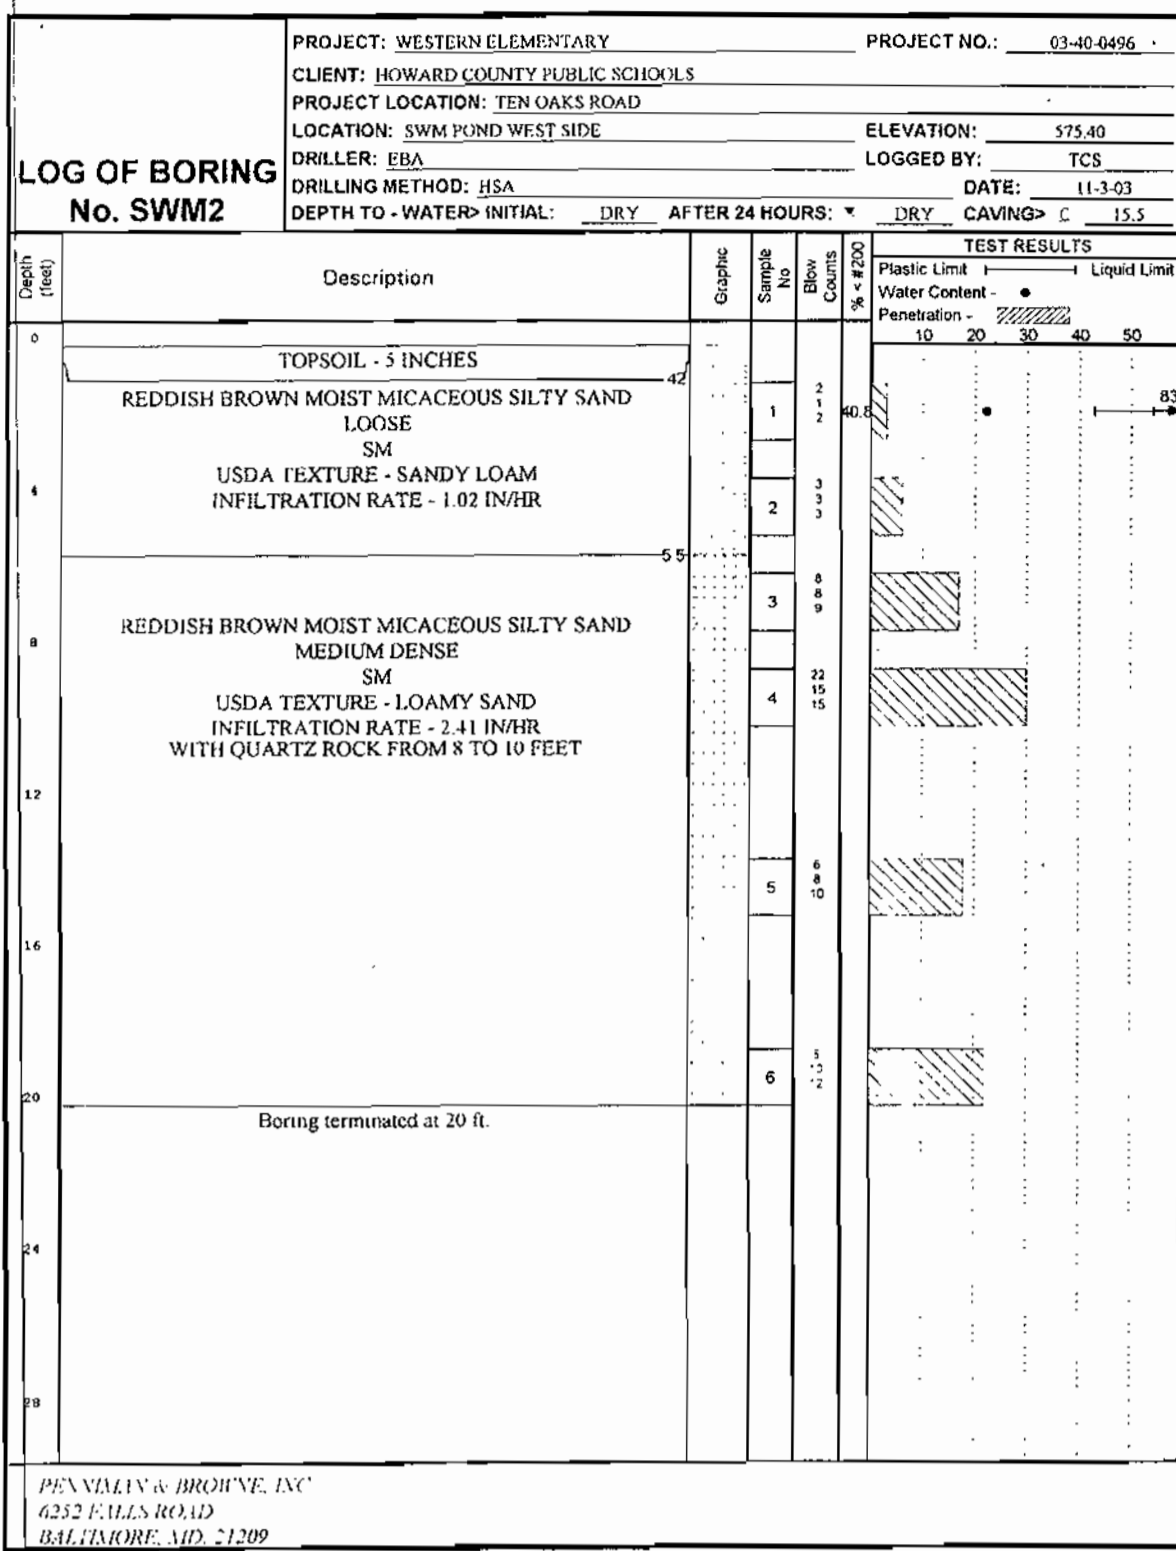 PROJECT: WESTERN ELEMENTARY PROJECT NO.: 03-40-0496
CLIENT: HOWARD COUNTY PUBLIC SCHOOLS
PROJECT LOCATION: TEN OAKS ROAD
LOCATION: SWM POND WEST SIDE ELEVATION: 575.40
LOG OF BORING
No. SWM2
DRILLER: EBA LOGGED BY: TCS
DRILLING METHOD: HSA DATE: 11-3-03
DEPTH TO - WATER> INITIAL: DRY AFTER 24 HOURS: DRY CAVING> C 15.5
Depth (feet) Description Graphic Sample No Blow Counts % < #200
TEST RESULTS
Plastic Limit Liquid Limit
Water Content -
Penetration -
10 20 30 40 50
0
TOPSOIL - 5 INCHES
42
REDDISH BROWN MOIST MICACEOUS SILTY SAND
LOOSE
SM
USDA TEXTURE - SANDY LOAM
INFILTRATION RATE - 1.02 IN/HR
1
2
1
2
40.8
83
4
2
3
3
3
5 5
3
8
8
9
REDDISH BROWN MOIST MICACEOUS SILTY SAND
MEDIUM DENSE
SM
USDA TEXTURE - LOAMY SAND
INFILTRATION RATE - 2.41 IN/HR
WITH QUARTZ ROCK FROM 8 TO 10 FEET
8
4
22
15
15
12
5
6
8
10
16
6
5
10
12
20
Boring terminated at 20 ft.
24
28
PENNIMAN & BROWNE, INC
6252 FALLS ROAD
BALTIMORE, MD. 21209